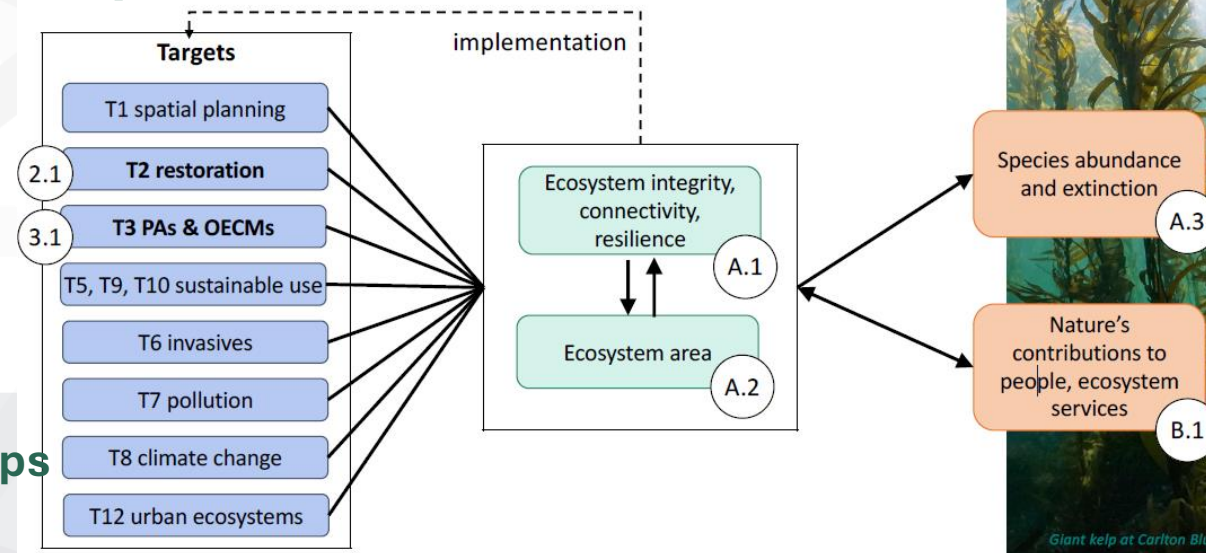 implementation
Targets
T1 spatial planning
2.1
T2 restoration
3.1
T3 PAs & OECMs
T5, T9, T10 sustainable use
T6 invasives
T7 pollution
T8 climate change
T12 urban ecosystems
ps
Ecosystem integrity,
connectivity,
resilience
A.1
Ecosystem area
A.2
Species abundance
and extinction
A.3
Nature's
contributions to
people, ecosystem
services
B.1
Giant kelp at Carlton Blu